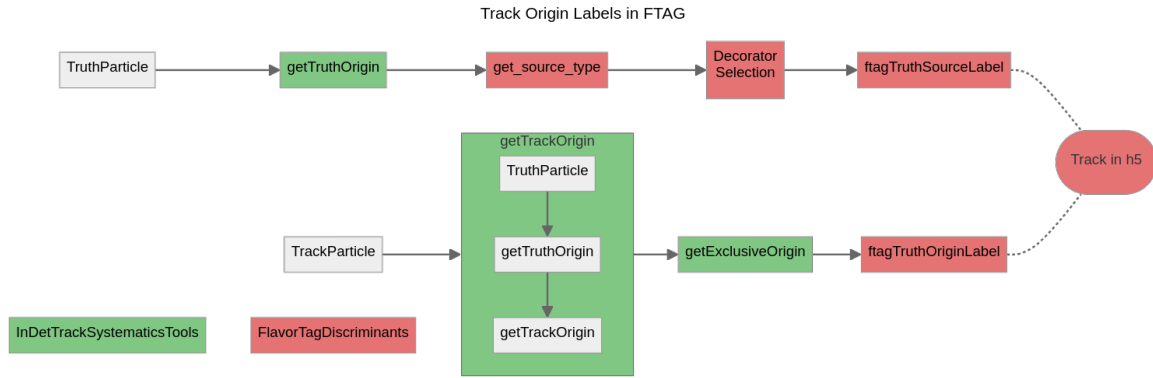 Track Origin Labels in FTAG
TruthParticle
getTruthOrigin
get_source_type
Decorator
Selection
ftagTruthSourceLabel
getTrackOrigin
TruthParticle
Track in h5
TrackParticle
getTruthOrigin
getExclusiveOrigin
ftagTruthOriginLabel
InDetTrackSystematicsTools
FlavorTagDiscriminants
getTrackOrigin